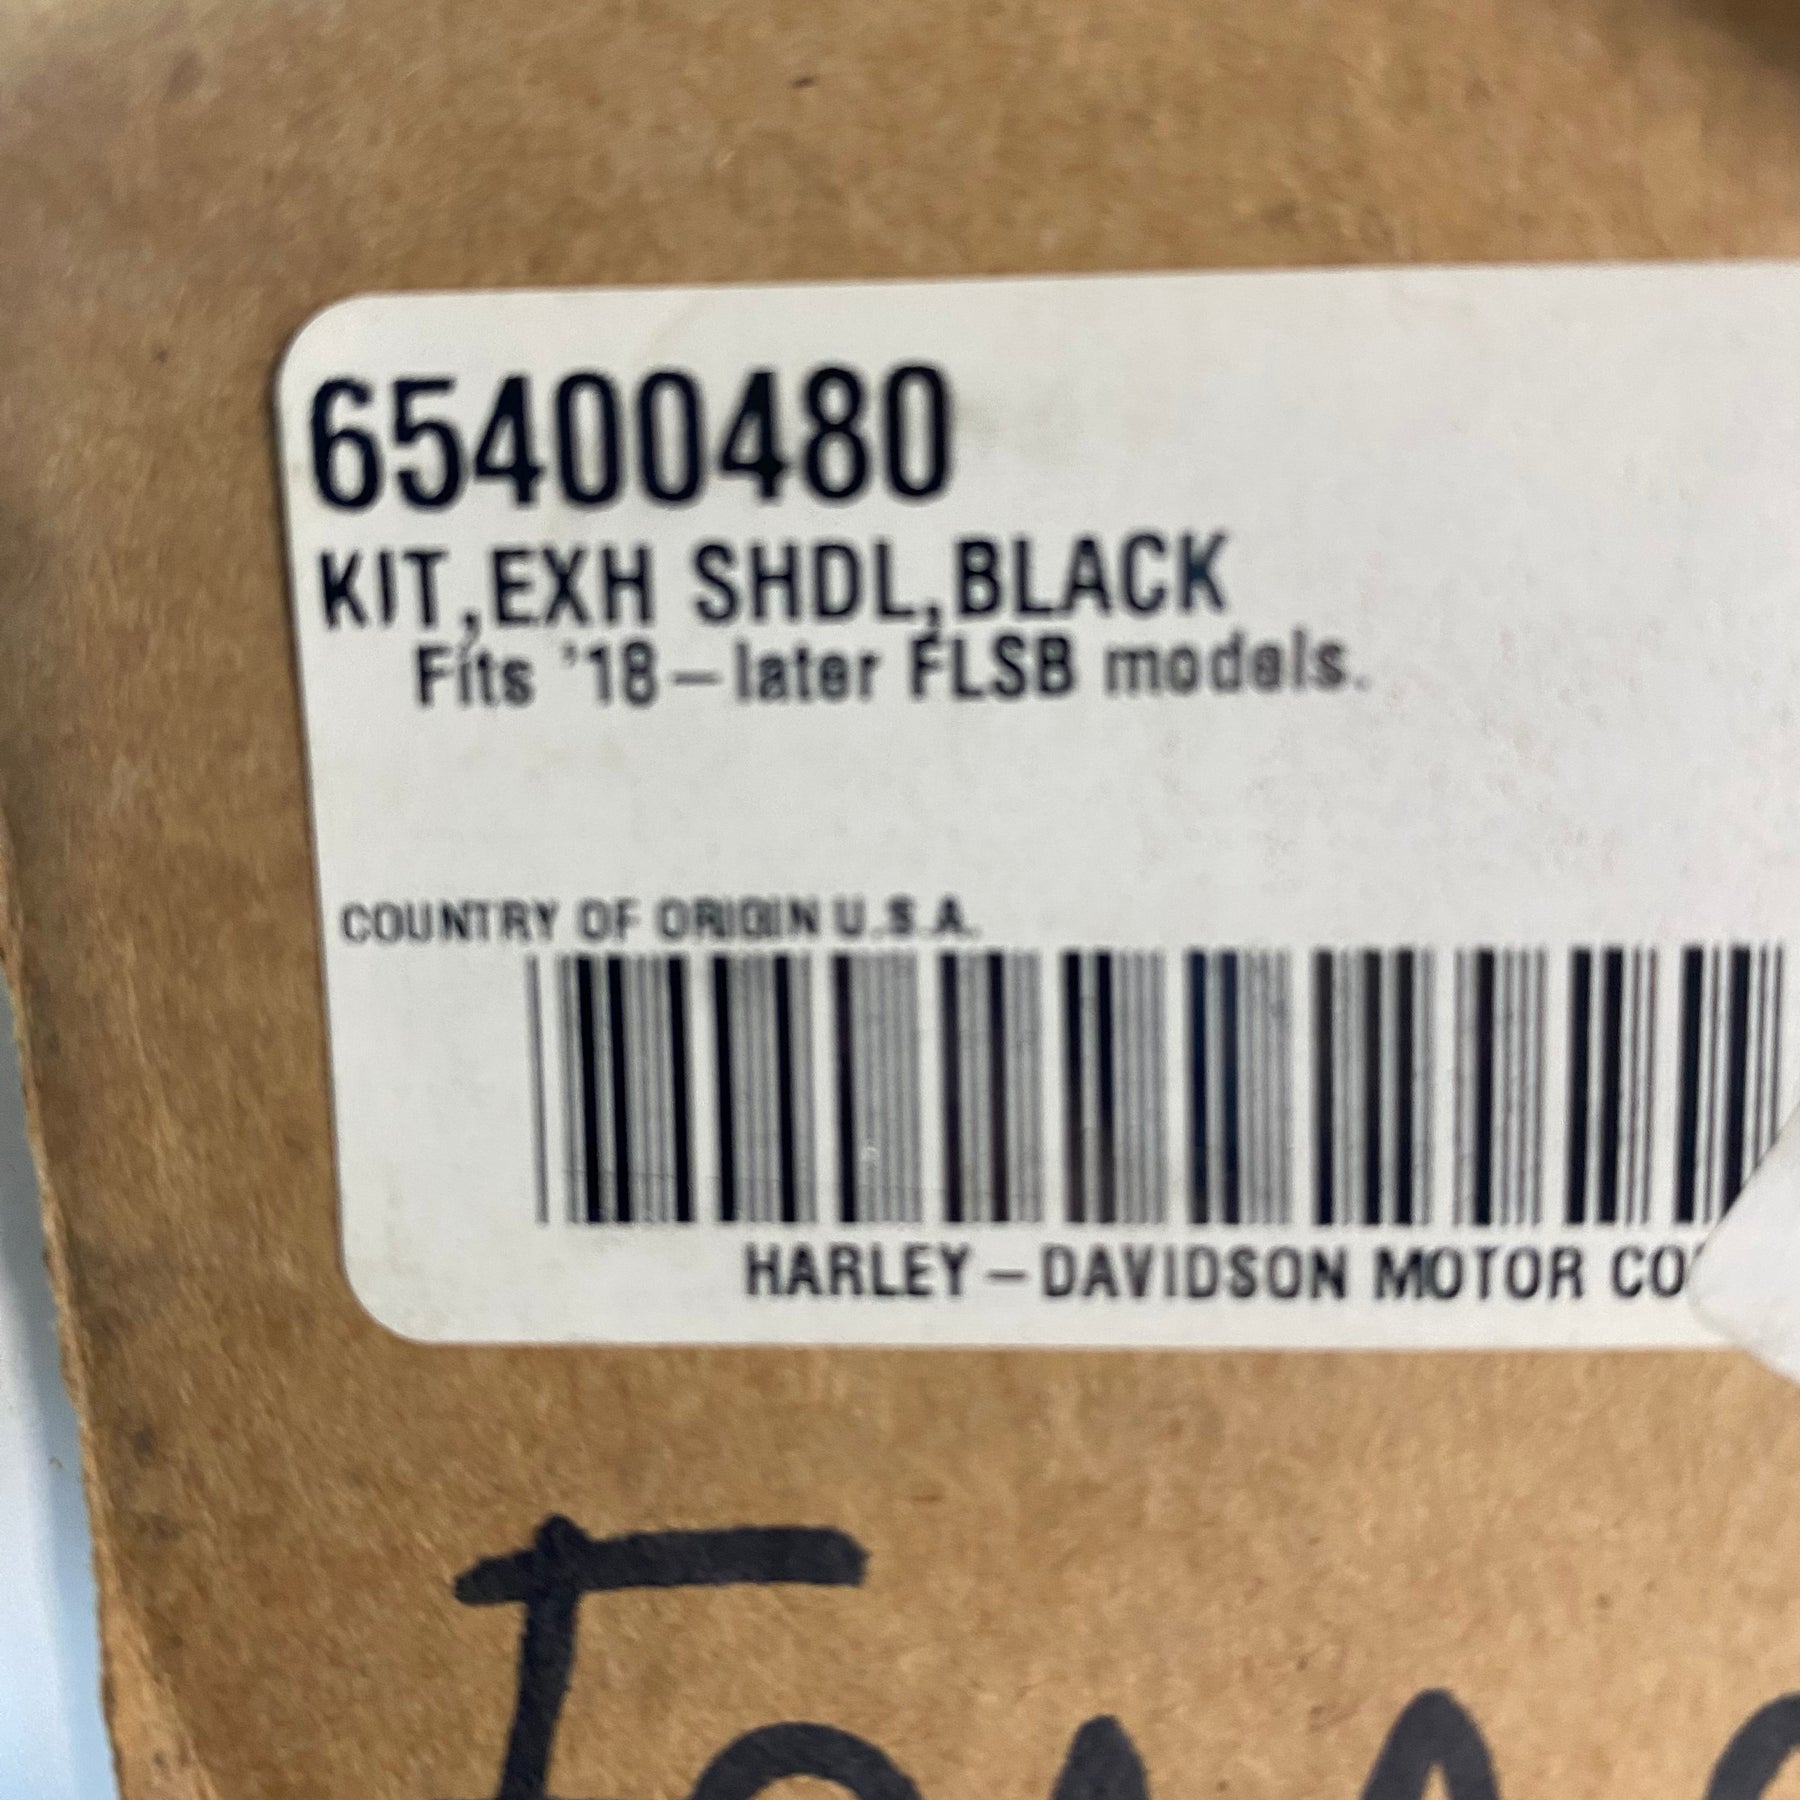 65400480
KIT,EXH SHDL,BLACK
Fits '18-later FLSB models.
COUNTRY OF ORIGIN U.S.A.
HARLEY-DAVIDSON MOTOR CO